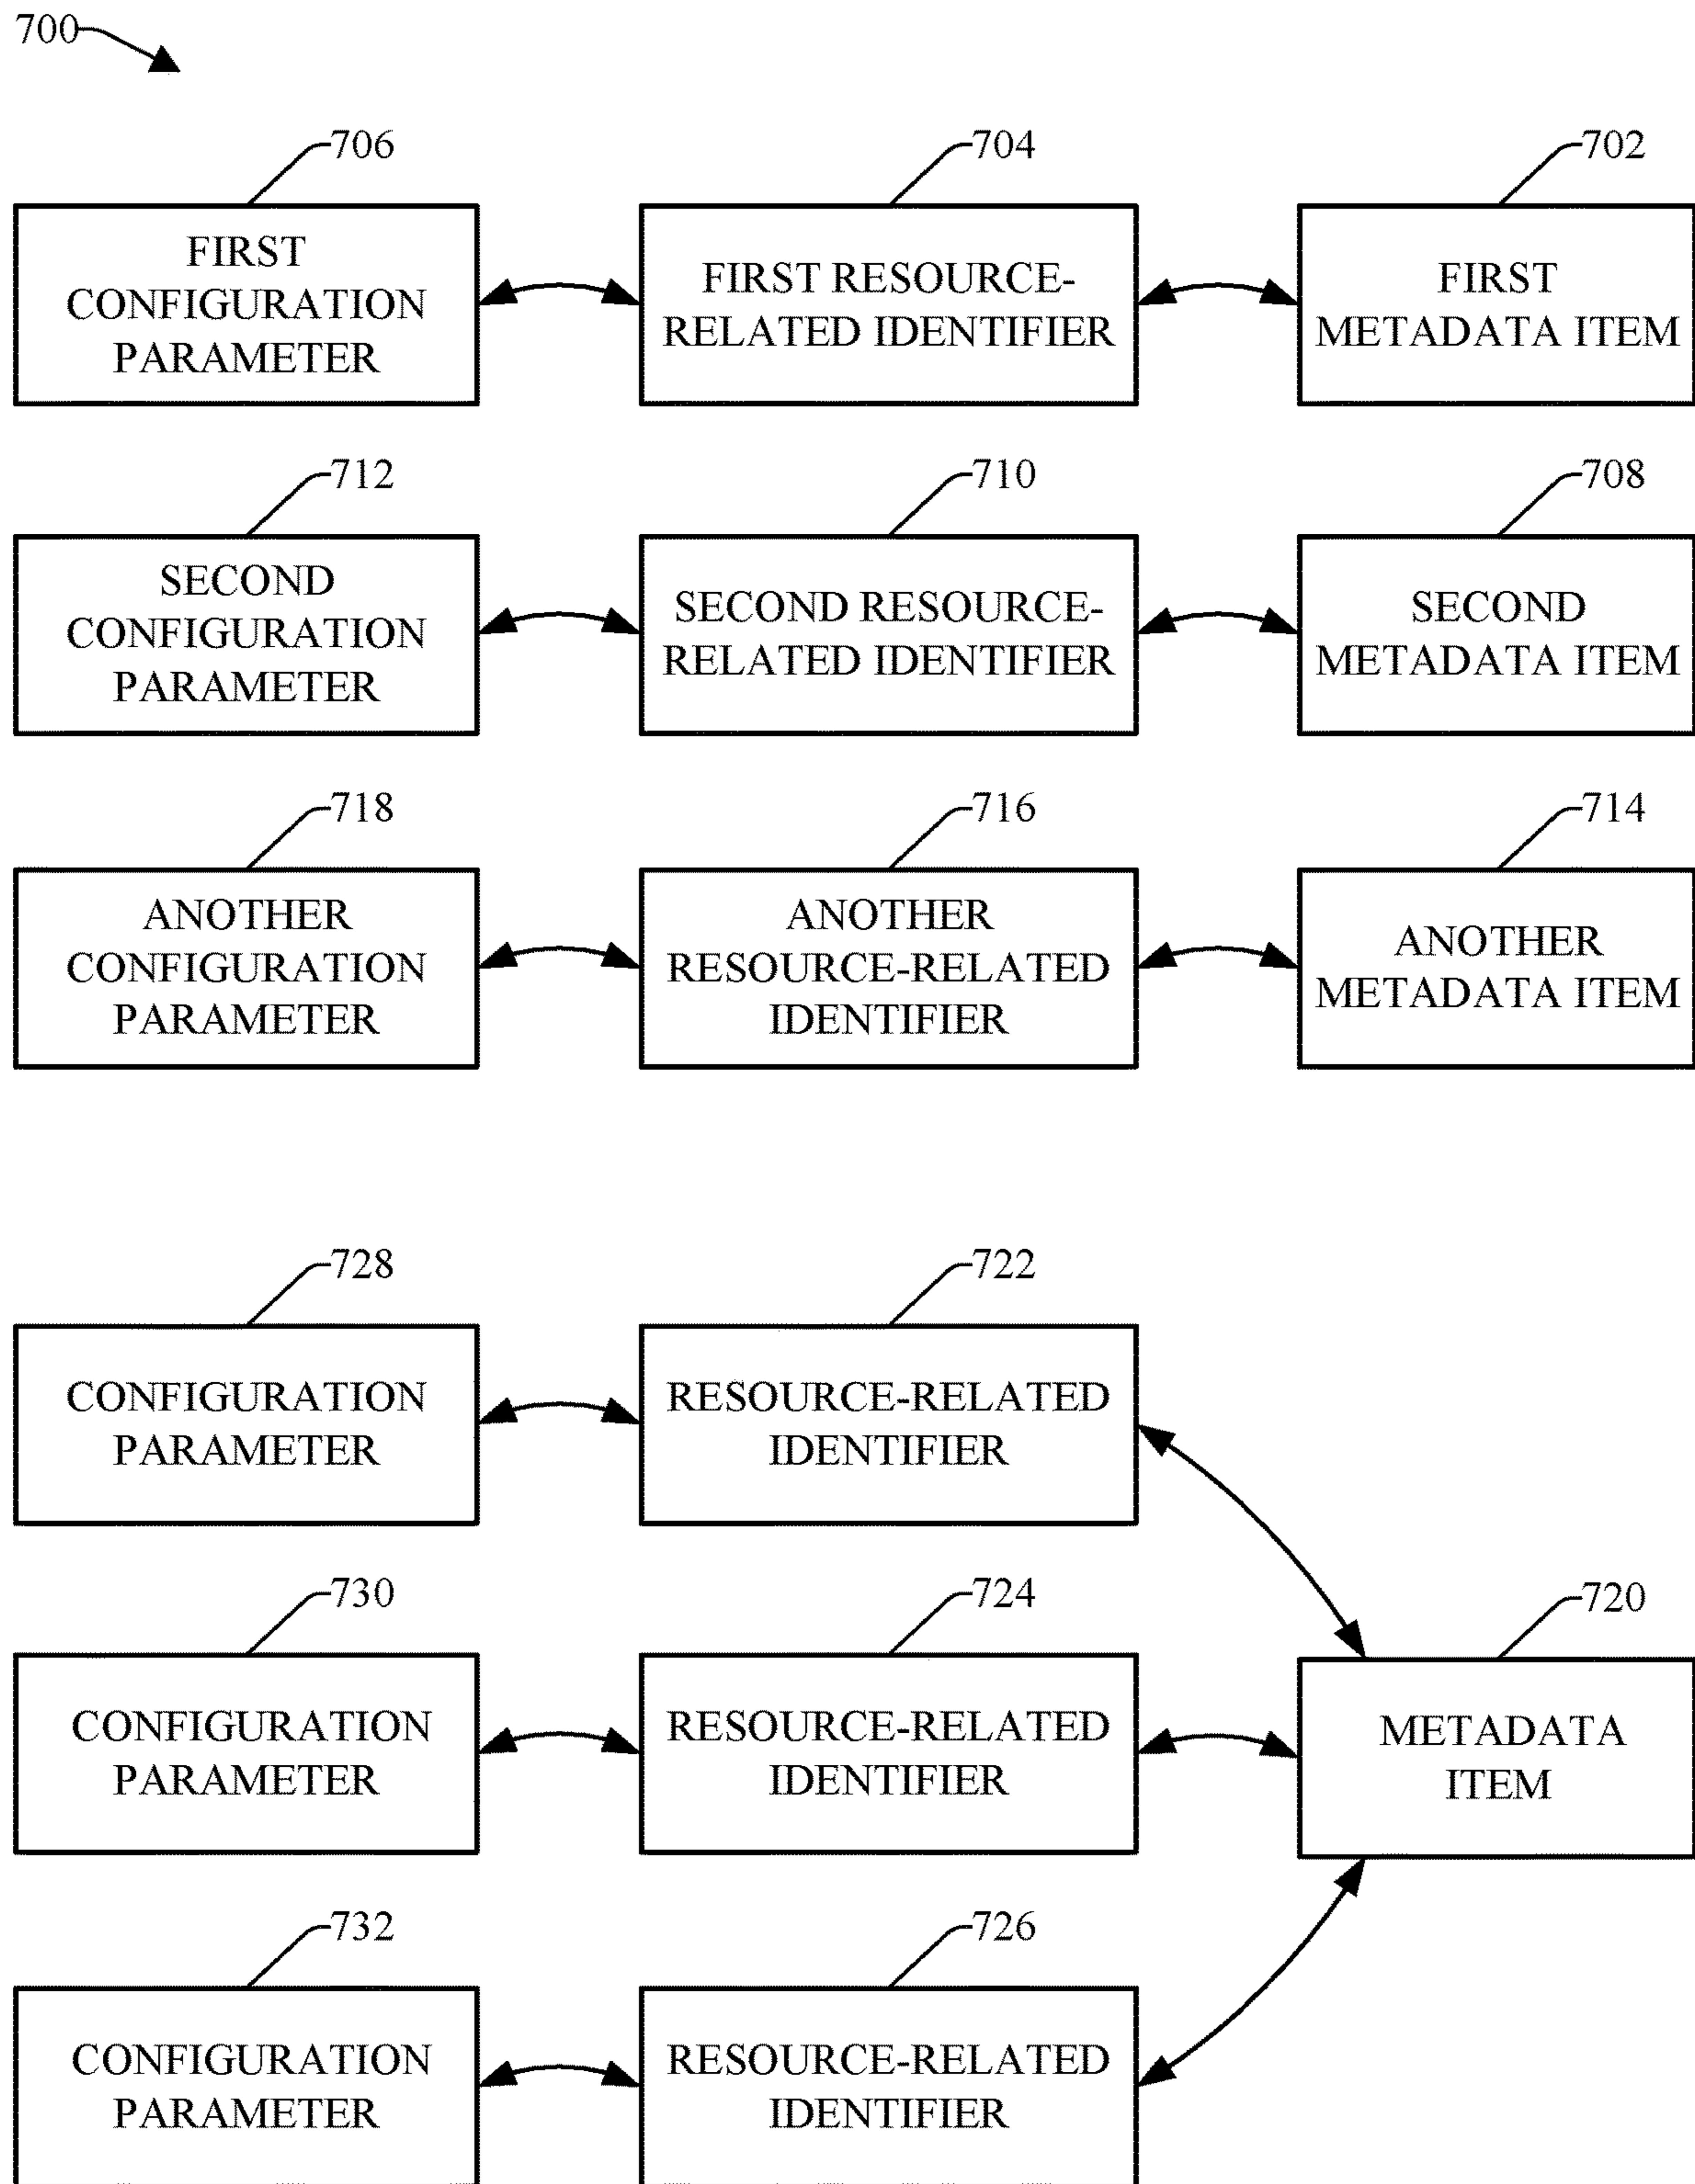 700
706
704
702
FIRST
CONFIGURATION
PARAMETER
FIRST RESOURCE-
RELATED IDENTIFIER
FIRST
METADATA ITEM
712
710
708
SECOND
CONFIGURATION
PARAMETER
SECOND RESOURCE-
RELATED IDENTIFIER
SECOND
METADATA ITEM
718
716
714
ANOTHER
CONFIGURATION
PARAMETER
ANOTHER
RESOURCE-RELATED
IDENTIFIER
ANOTHER
METADATA ITEM
728
722
CONFIGURATION
PARAMETER
RESOURCE-RELATED
IDENTIFIER
730
724
720
CONFIGURATION
PARAMETER
RESOURCE-RELATED
IDENTIFIER
METADATA
ITEM
732
726
CONFIGURATION
PARAMETER
RESOURCE-RELATED
IDENTIFIER